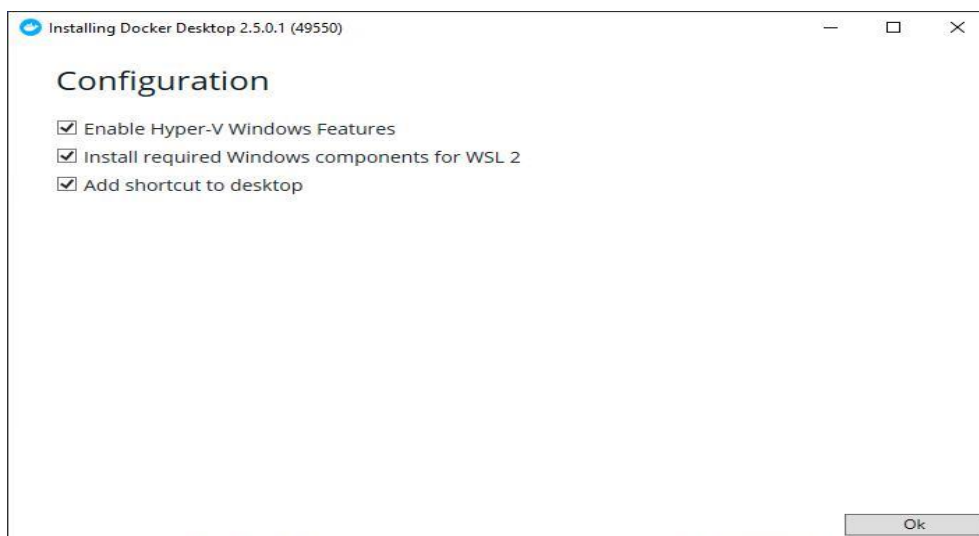 Installing Docker Desktop 2.5.0.1 (49550)
Configuration
Enable Hyper-V Windows Features
Install required Windows components for WSL 2
Add shortcut to desktop
Ok